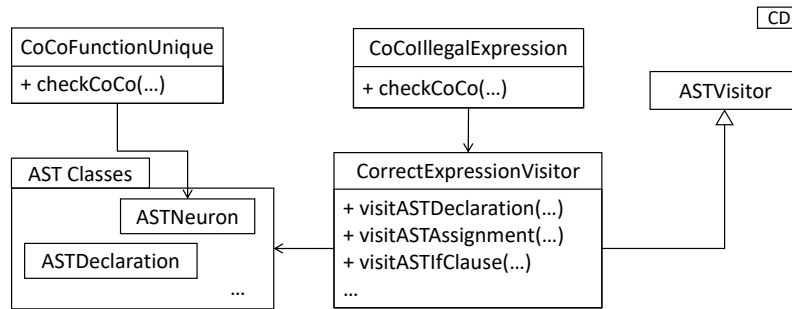 CD
CoCoFunctionUnique
+ checkCoCo(...)
CoCoIllegalExpression
+ checkCoCo(...)
ASTVisitor
AST Classes
ASTNeuron
ASTDeclaration
...
CorrectExpressionVisitor
+ visitASTDeclaration(...)
+ visitASTAssignment(...)
+ visitASTIfClause(...)
...